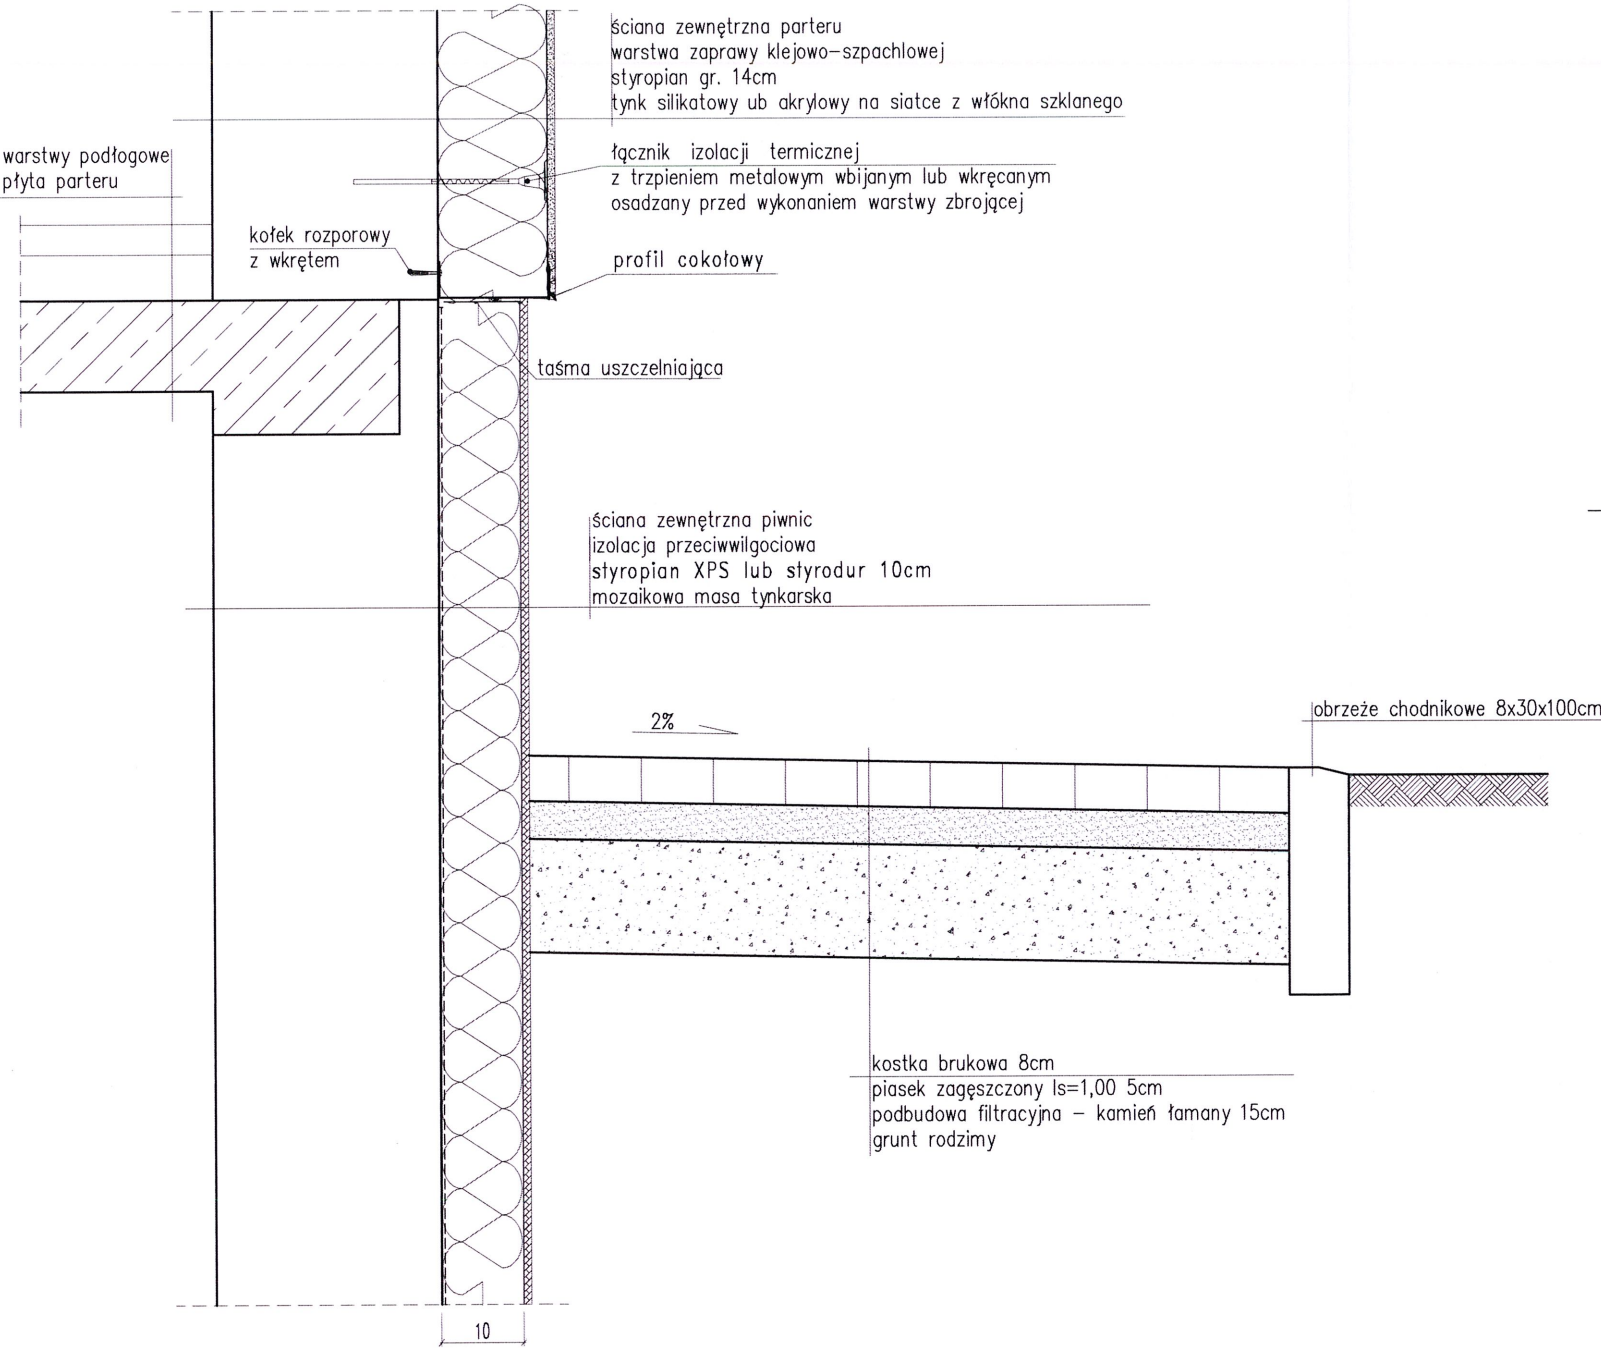 ściana zewnętrzna parteru
warstwa zaprawy klejowo-szpachlowej
styropian gr. 14cm
tynk silikatowy ub akrylowy na siatce z włókna szklanego
warstwy podłogowe
płyta parteru
łącznik izolacji termicznej
z trzpieniem metalowym wbijanym lub wkręcanym
osadzany przed wykonaniem warstwy zbrojącej
kołek rozporowy
z wkrętem
profil cokołowy
taśma uszczelniająca
ściana zewnętrzna piwnic
izolacja przeciwwilgociowa
styropian XPS lub styrodur 10cm
mozaikowa masa tynkarska
2%
obrzeże chodnikowe 8x30x100cm
kostka brukowa 8cm
piasek zagęszczony Is=1,00 5cm
podbudowa filtracyjna – kamień łamany 15cm
grunt rodzimy
10